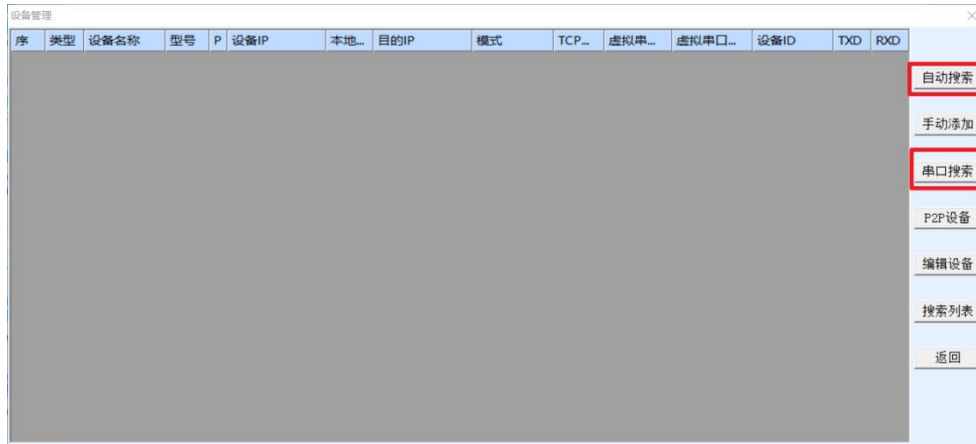 设备管理
序 类型 设备名称 型号 P 设备IP 本地... 目的IP 模式 TCP... 虚拟串... 虚拟串口... 设备ID TXD RXD
自动搜索
手动添加
串口搜索
P2P设备
编辑设备
搜索列表
返回